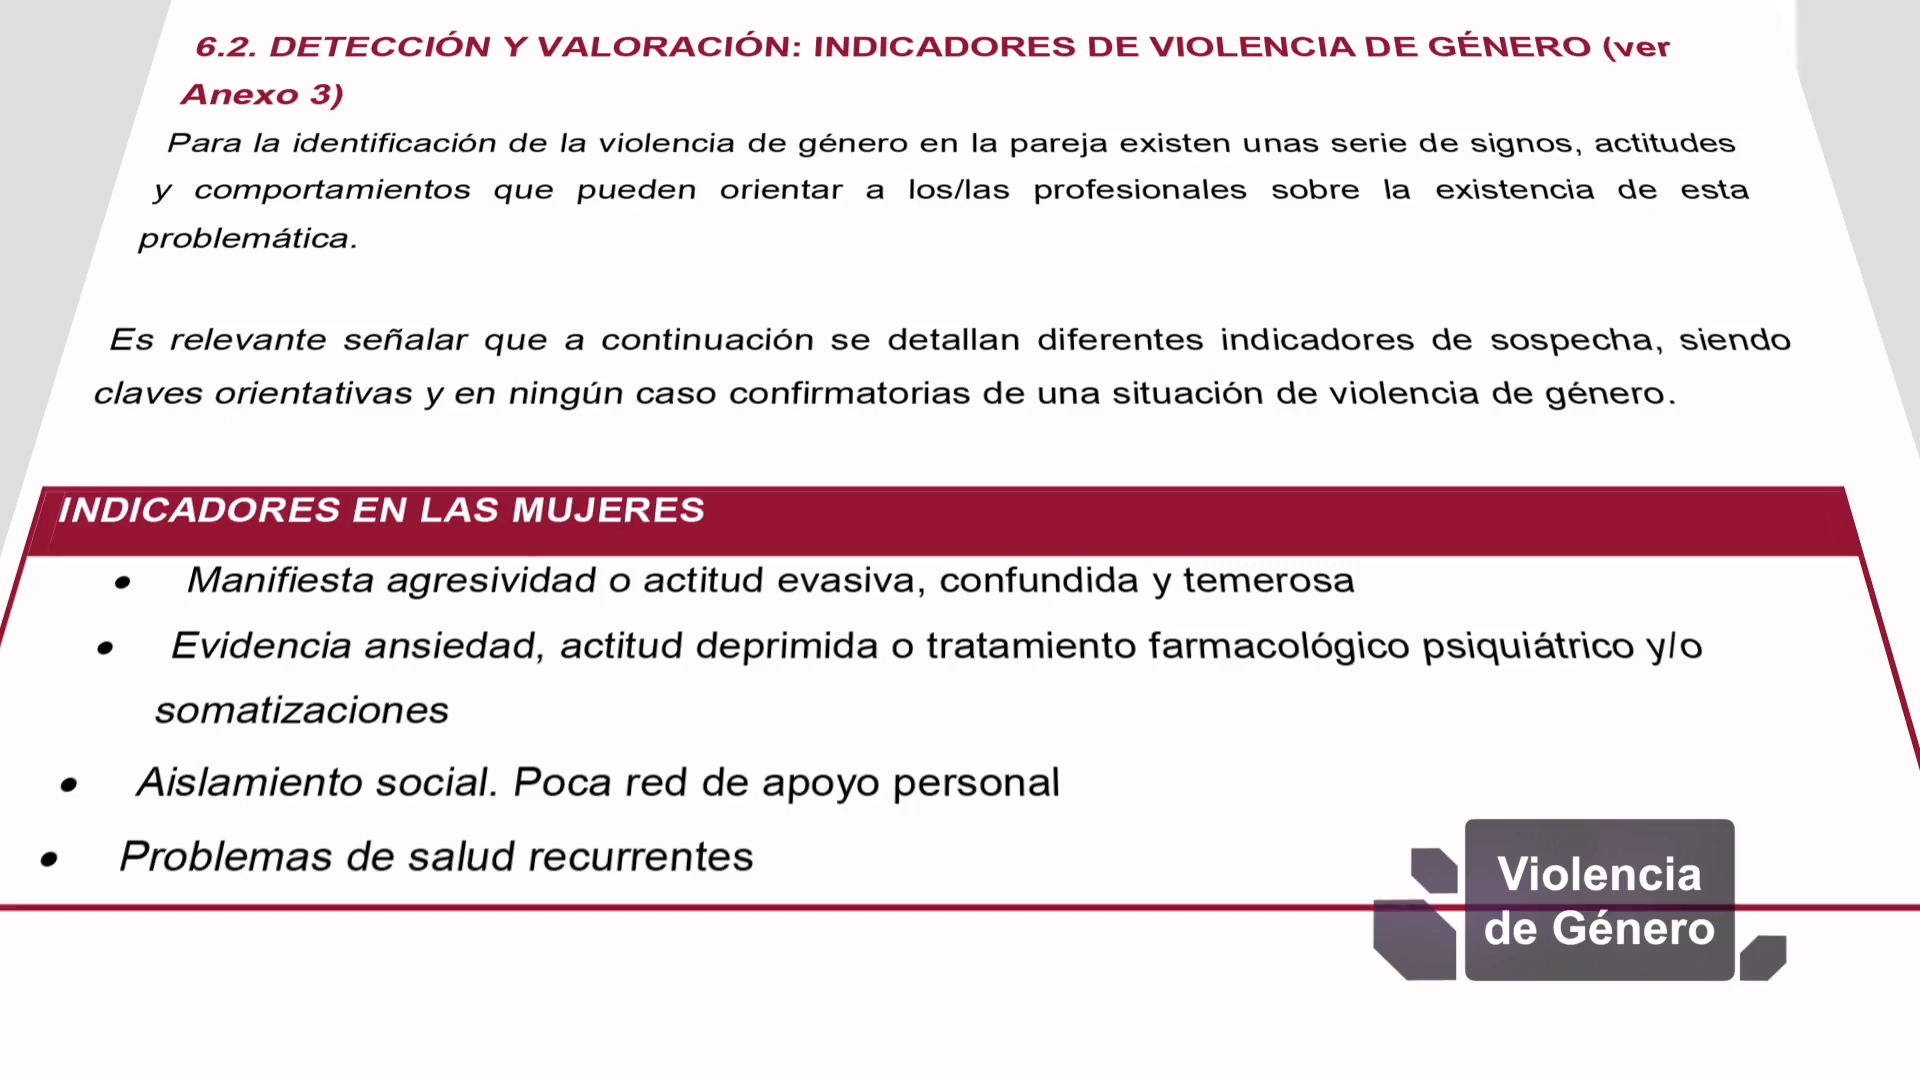 6.2. DETECCIÓN Y VALORACIÓN: INDICADORES DE VIOLENCIA DE GÉNERO (ver
Anexo 3)
Para la identificación de la violencia de género en la pareja existen unas serie de signos, actitudes
y comportamientos que pueden orientar a los/las profesionales sobre la existencia de esta
problemática.
Es relevante señalar que a continuación se detallan diferentes indicadores de sospecha, siendo
claves orientativas y en ningún caso confirmatorias de una situación de violencia de género.
INDICADORES EN LAS MUJERES
• Manifiesta agresividad o actitud evasiva, confundida y temerosa
• Evidencia ansiedad, actitud deprimida o tratamiento farmacológico psiquiátrico y/o
somatizaciones
• Aislamiento social. Poca red de apoyo personal
• Problemas de salud recurrentes
Violencia
de Género